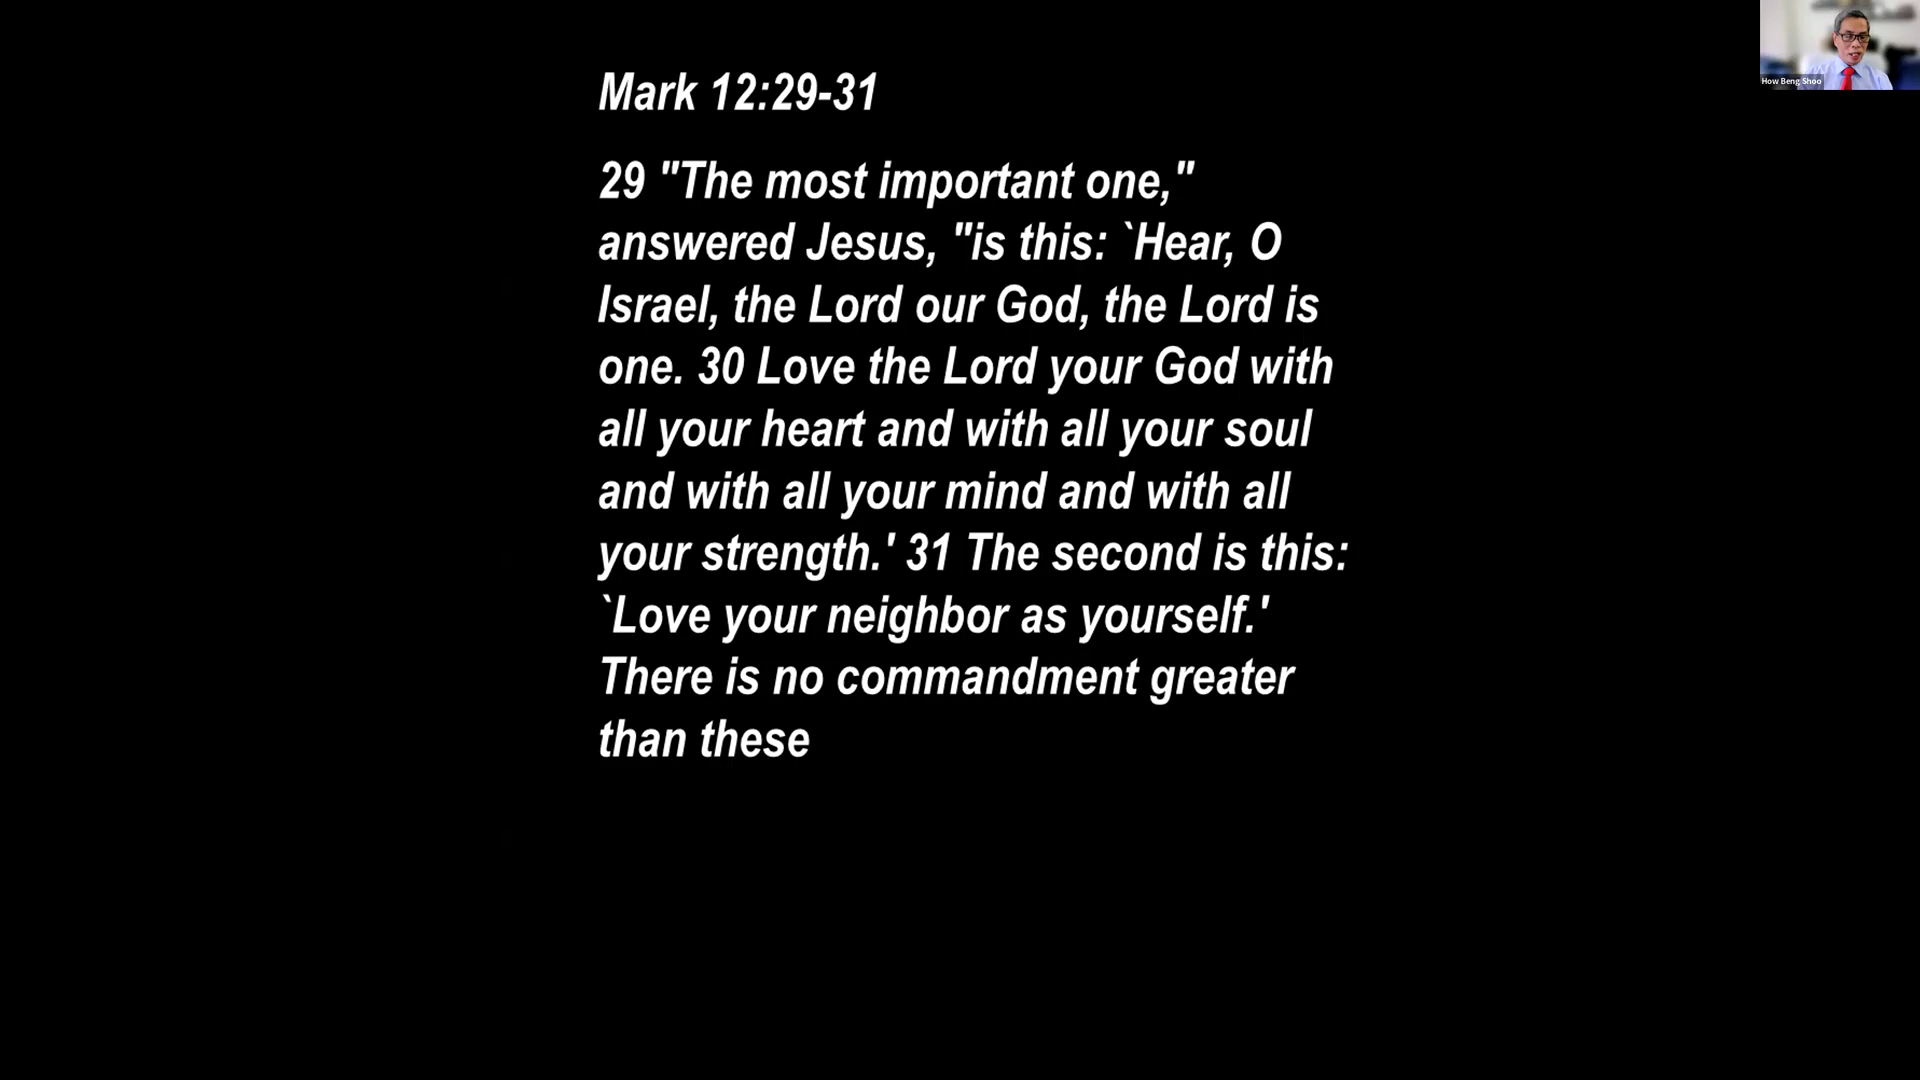 Mark 12:29-31
29 "The most important one,"
answered Jesus, "is this: `Hear, O
Israel, the Lord our God, the Lord is
one. 30 Love the Lord your God with
all your heart and with all your soul
and with all your mind and with all
your strength.' 31 The second is this:
`Love your neighbor as yourself.'
There is no commandment greater
than these
How Beng Shoo